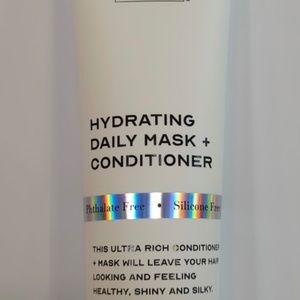 HYDRATING
DAILY MASK +
CONDITIONER
Phthalate Free • Silicone Free
THIS ULTRA RICH CONDITIONER
+ MASK WILL LEAVE YOUR HAIR
LOOKING AND FEELING
HEALTHY, SHINY AND SILKY.